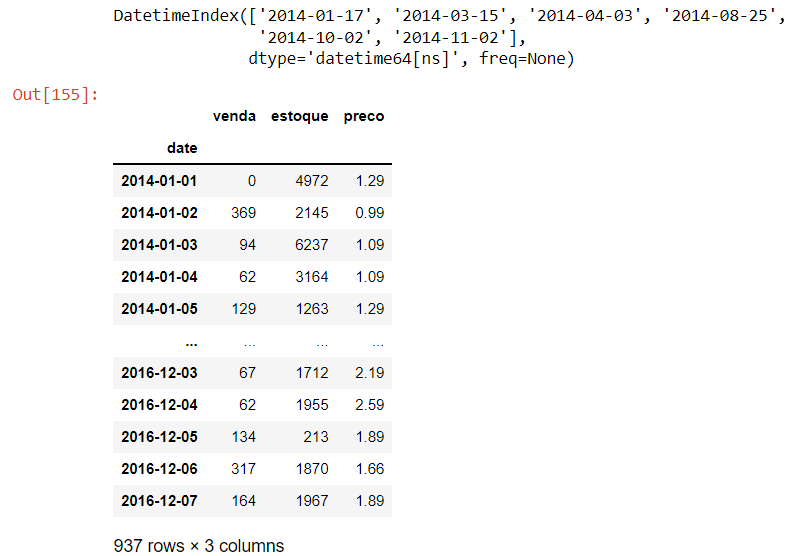 DatetimeIndex(['2014-01-17', '2014-03-15', '2014-04-03', '2014-08-25',
'2014-10-02', '2014-11-02'],
dtype='datetime64[ns]', freq=None)
Out[155]:
venda estoque preco
date
2014-01-01 0 4972 1.29
2014-01-02 369 2145 0.99
2014-01-03 94 6237 1.09
2014-01-04 62 3164 1.09
2014-01-05 129 1263 1.29
... ... ... ...
2016-12-03 67 1712 2.19
2016-12-04 62 1955 2.59
2016-12-05 134 213 1.89
2016-12-06 317 1870 1.66
2016-12-07 164 1967 1.89
937 rows × 3 columns